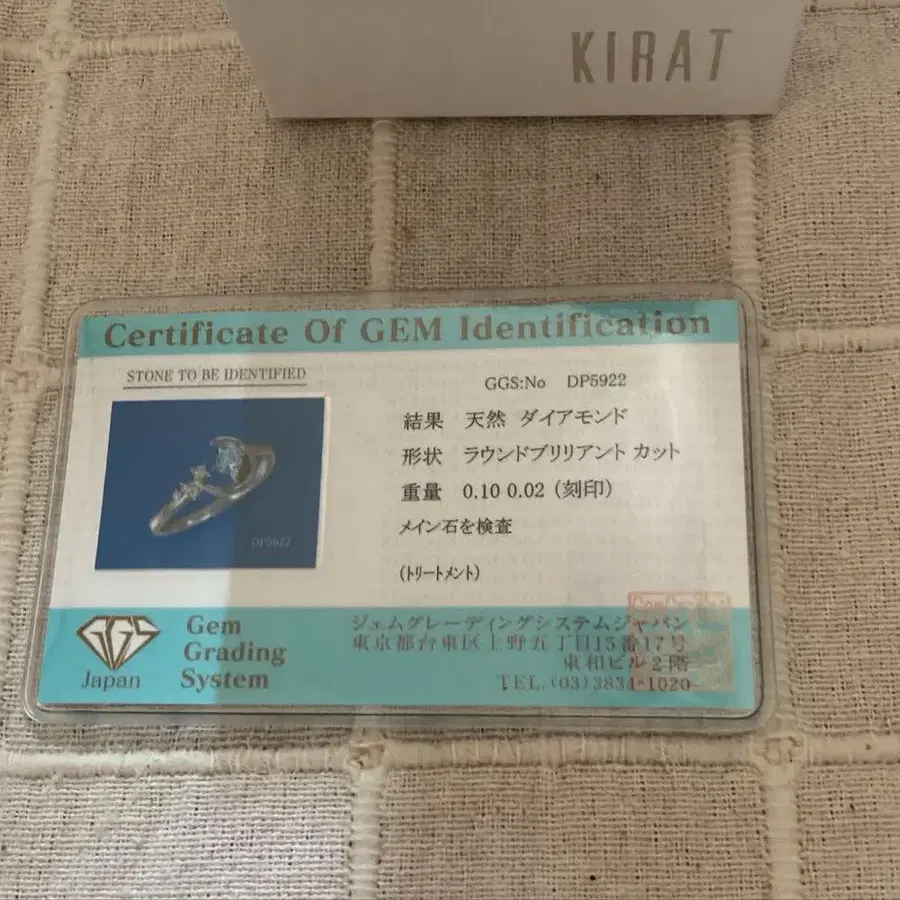 KIRAT
Certificate Of GEM Identification
STONE TO BE IDENTIFIED
GGS:No DP5922
結果 天然 ダイアモンド
形状 ラウンドブリリアント カット
重量 0.10 0.02 (刻印)
メイン石を検査
(トリートメント)
DP5922
GGS
Japan
Gem
Grading
System
ジェムグレーディングシステムジャパン
東京都台東区上野五丁目15番17号
東和ビル2階
TEL.(03)3834-1020